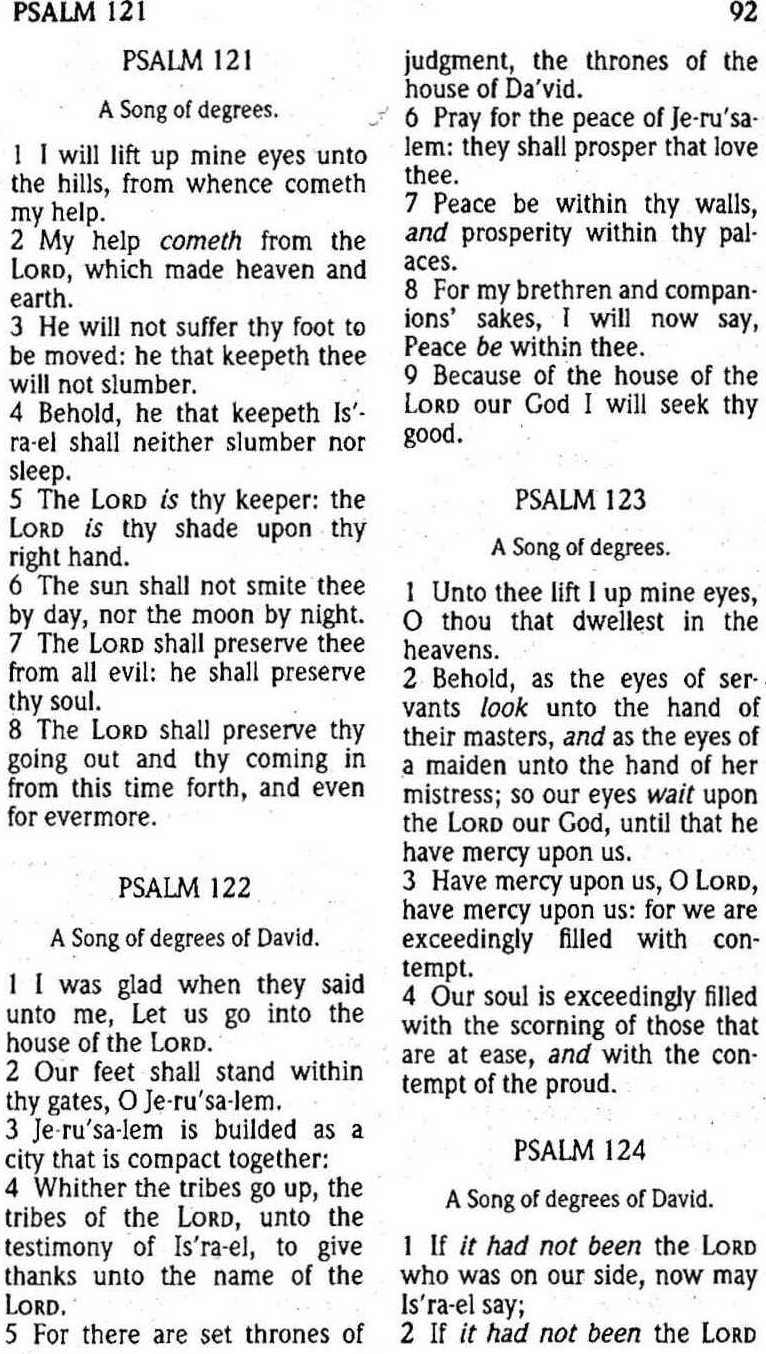 PSALM 121 92
PSALM 121
A Song of degrees.
1 I will lift up mine eyes unto
the hills, from whence cometh
my help.
2 My help cometh from the
LORD, which made heaven and
earth.
3 He will not suffer thy foot to
be moved: he that keepeth thee
will not slumber.
4 Behold, he that keepeth Is'-
ra-el shall neither slumber nor
sleep.
5 The LORD is thy keeper: the
LORD is thy shade upon thy
right hand.
6 The sun shall not smite thee
by day, nor the moon by night.
7 The LORD shall preserve thee
from all evil: he shall preserve
thy soul.
8 The LORD shall preserve thy
going out and thy coming in
from this time forth, and even
for evermore.
PSALM 122
A Song of degrees of David.
1 I was glad when they said
unto me, Let us go into the
house of the LORD.
2 Our feet shall stand within
thy gates, O Je-ru'sa-lem.
3 Je-ru'sa-lem is builded as a
city that is compact together:
4 Whither the tribes go up, the
tribes of the LORD, unto the
testimony of Is'ra-el, to give
thanks unto the name of the
LORD.
5 For there are set thrones of
judgment, the thrones of the
house of Da'vid.
6 Pray for the peace of Je-ru'sa-
lem: they shall prosper that love
thee.
7 Peace be within thy walls,
and prosperity within thy pal-
aces.
8 For my brethren and compan-
ions' sakes, I will now say,
Peace be within thee.
9 Because of the house of the
LORD our God I will seek thy
good.
PSALM 123
A Song of degrees.
1 Unto thee lift I up mine eyes,
O thou that dwellest in the
heavens.
2 Behold, as the eyes of ser-
vants look unto the hand of
their masters, and as the eyes of
a maiden unto the hand of her
mistress; so our eyes wait upon
the LORD our God, until that he
have mercy upon us.
3 Have mercy upon us, O LORD,
have mercy upon us: for we are
exceedingly filled with con-
tempt.
4 Our soul is exceedingly filled
with the scorning of those that
are at ease, and with the con-
tempt of the proud.
PSALM 124
A Song of degrees of David.
1 If it had not been the LORD
who was on our side, now may
Is'ra-el say;
2 If it had not been the LORD